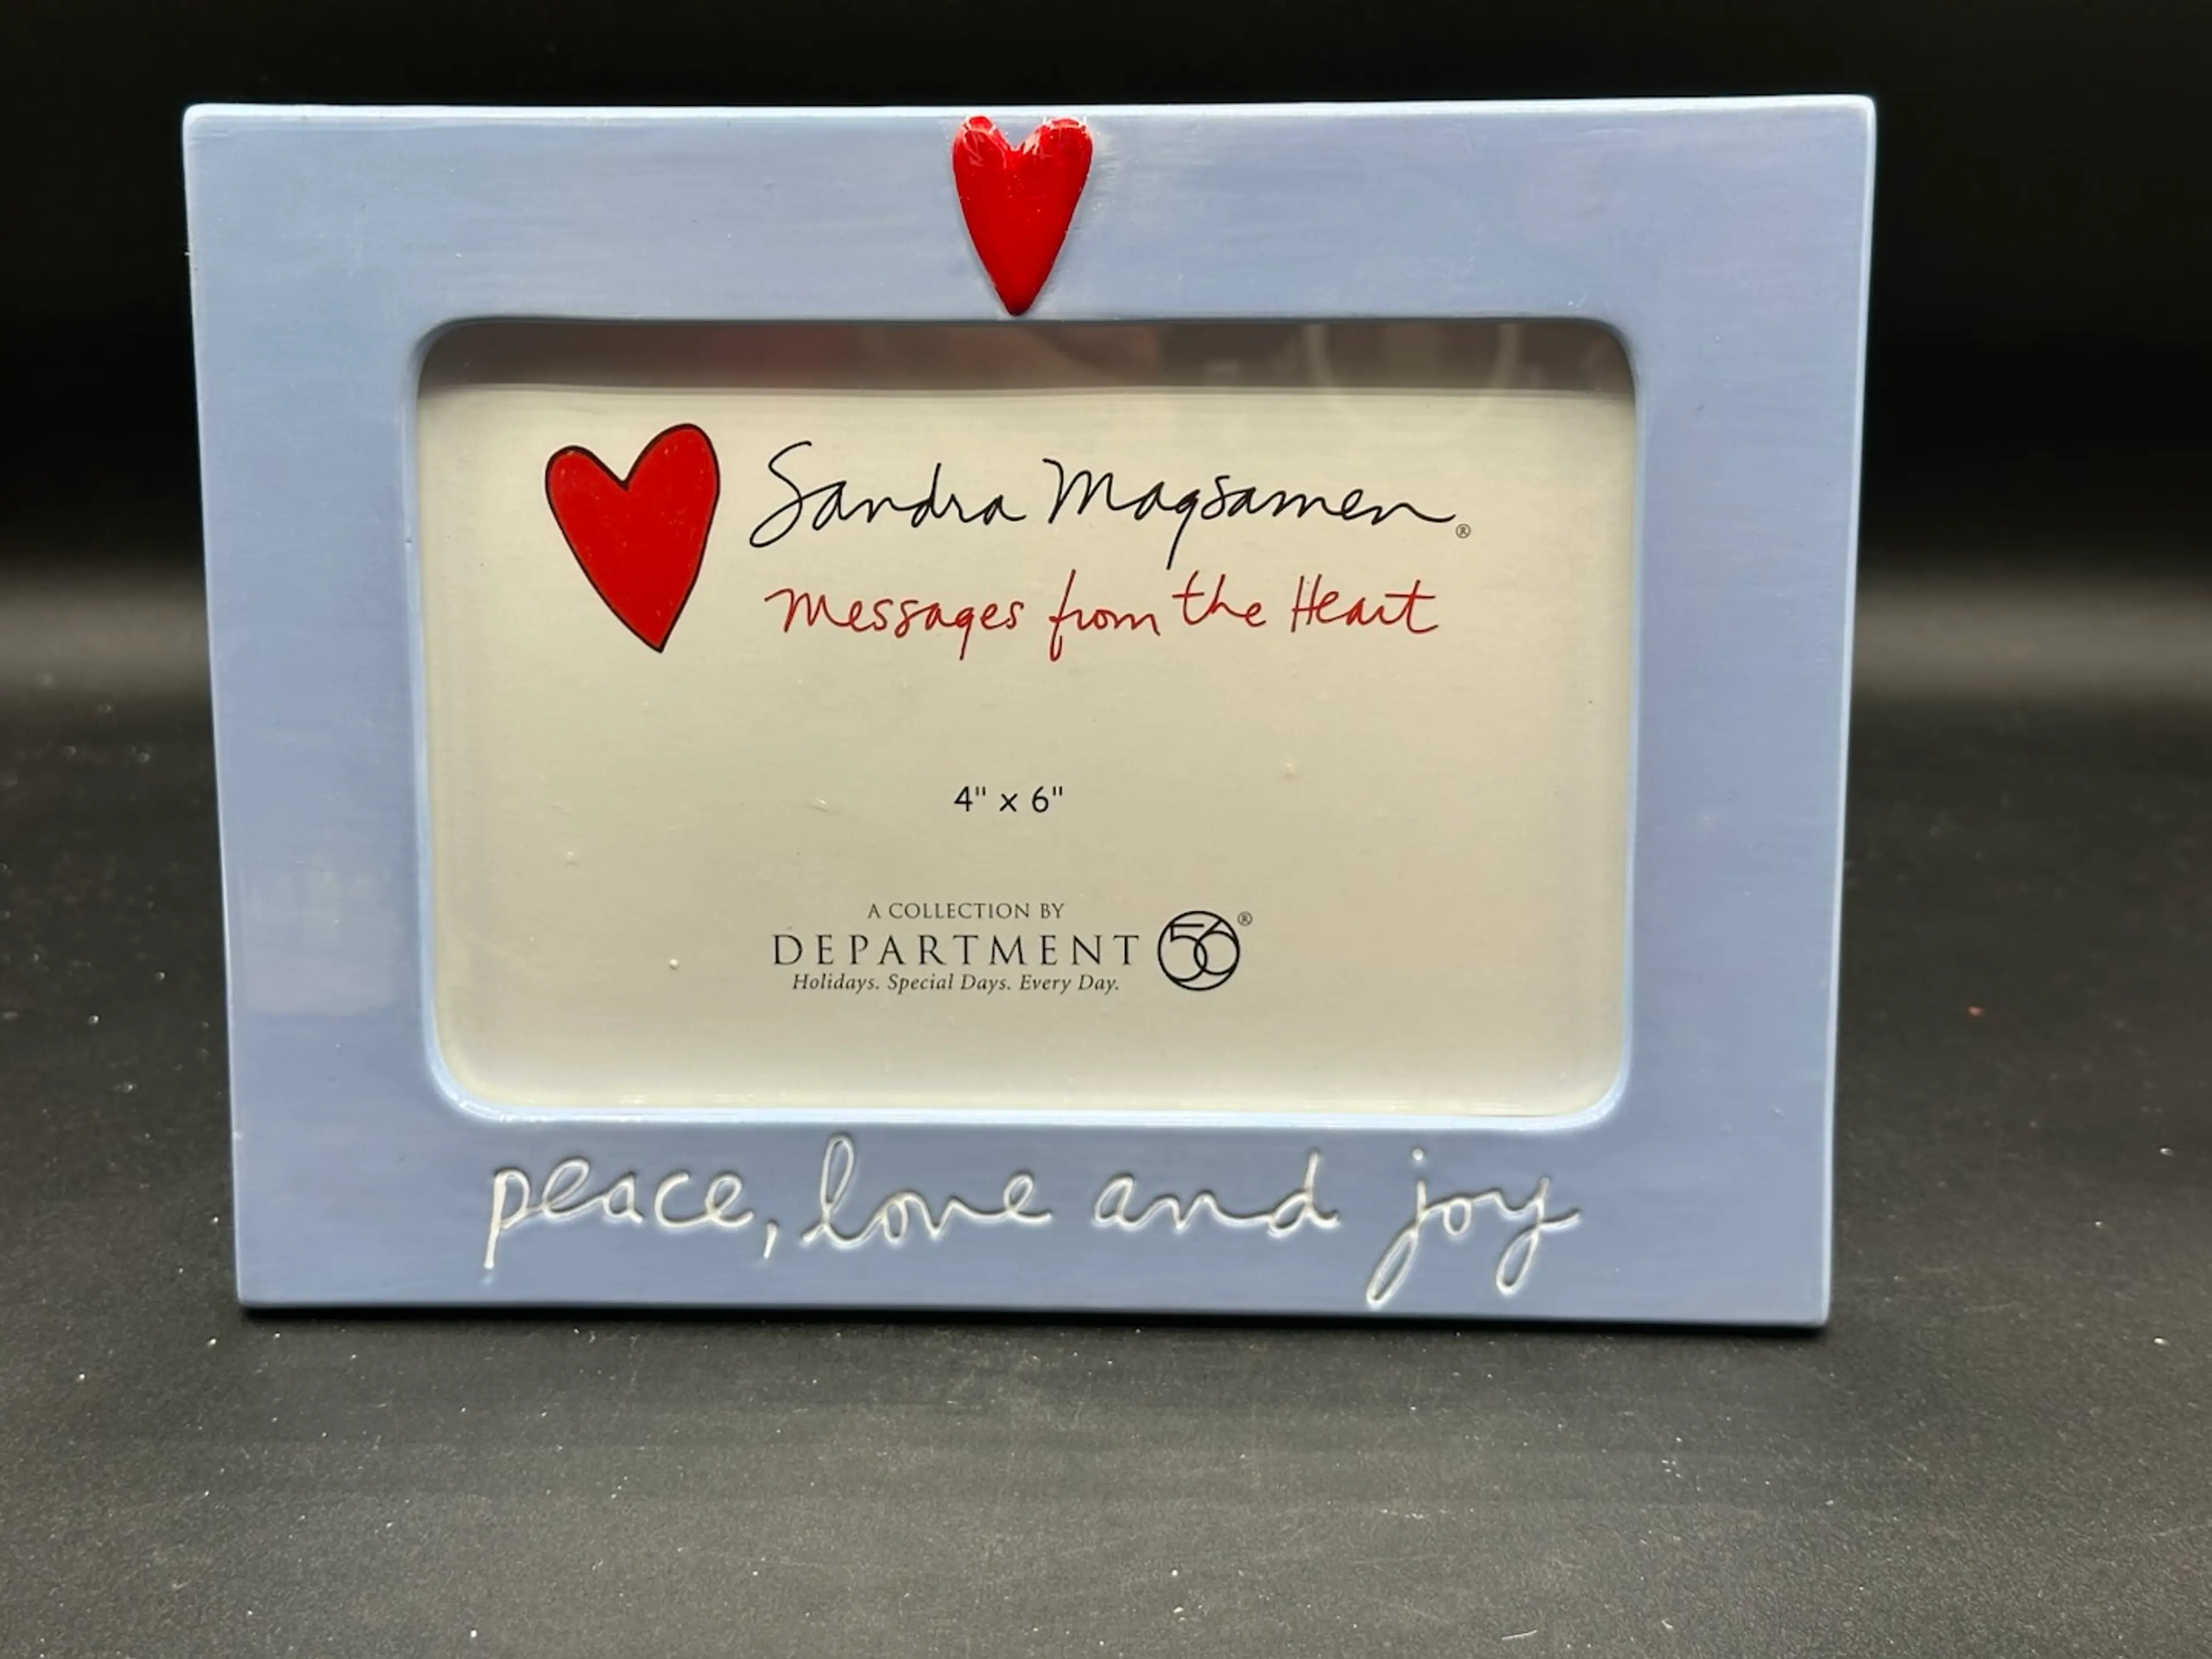 Sandra Magsamen®
Messages from the Heart
4" x 6"
A COLLECTION BY
DEPARTMENT 56®
Holidays. Special Days. Every Day.
peace, love and joy